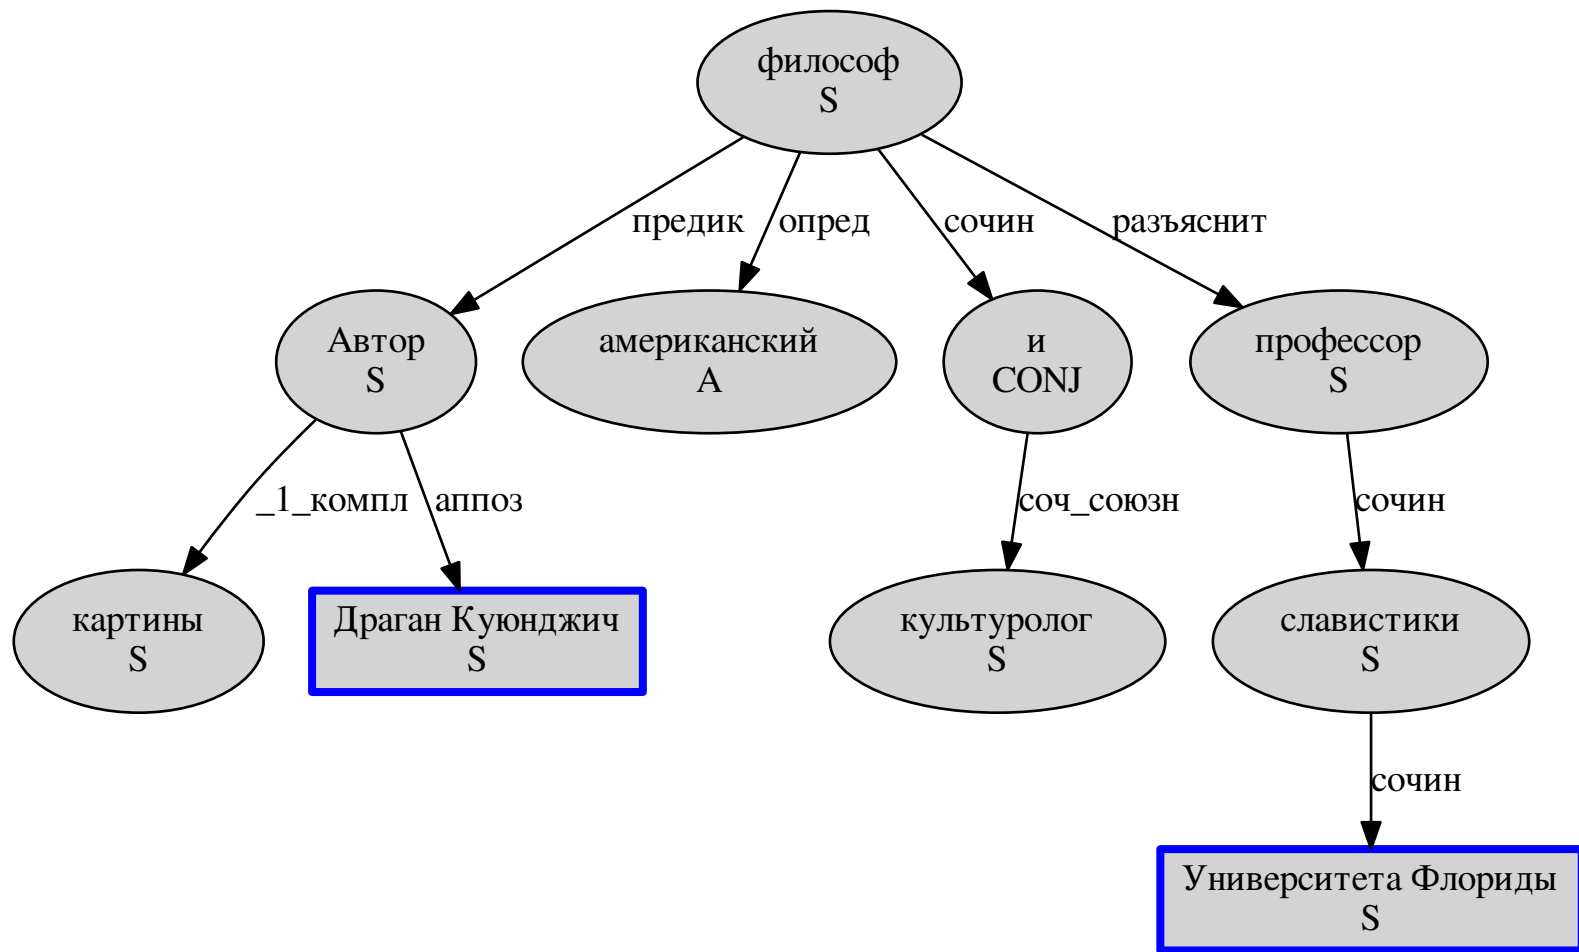 философ
S
предик
опред
сочин
разъяснит
Автор
S
американский
A
и
CONJ
профессор
S
_1_компл
аппоз
соч_союзн
сочин
картины
S
Драган Куюнджич
S
культуролог
S
славистики
S
сочин
Университета Флориды
S